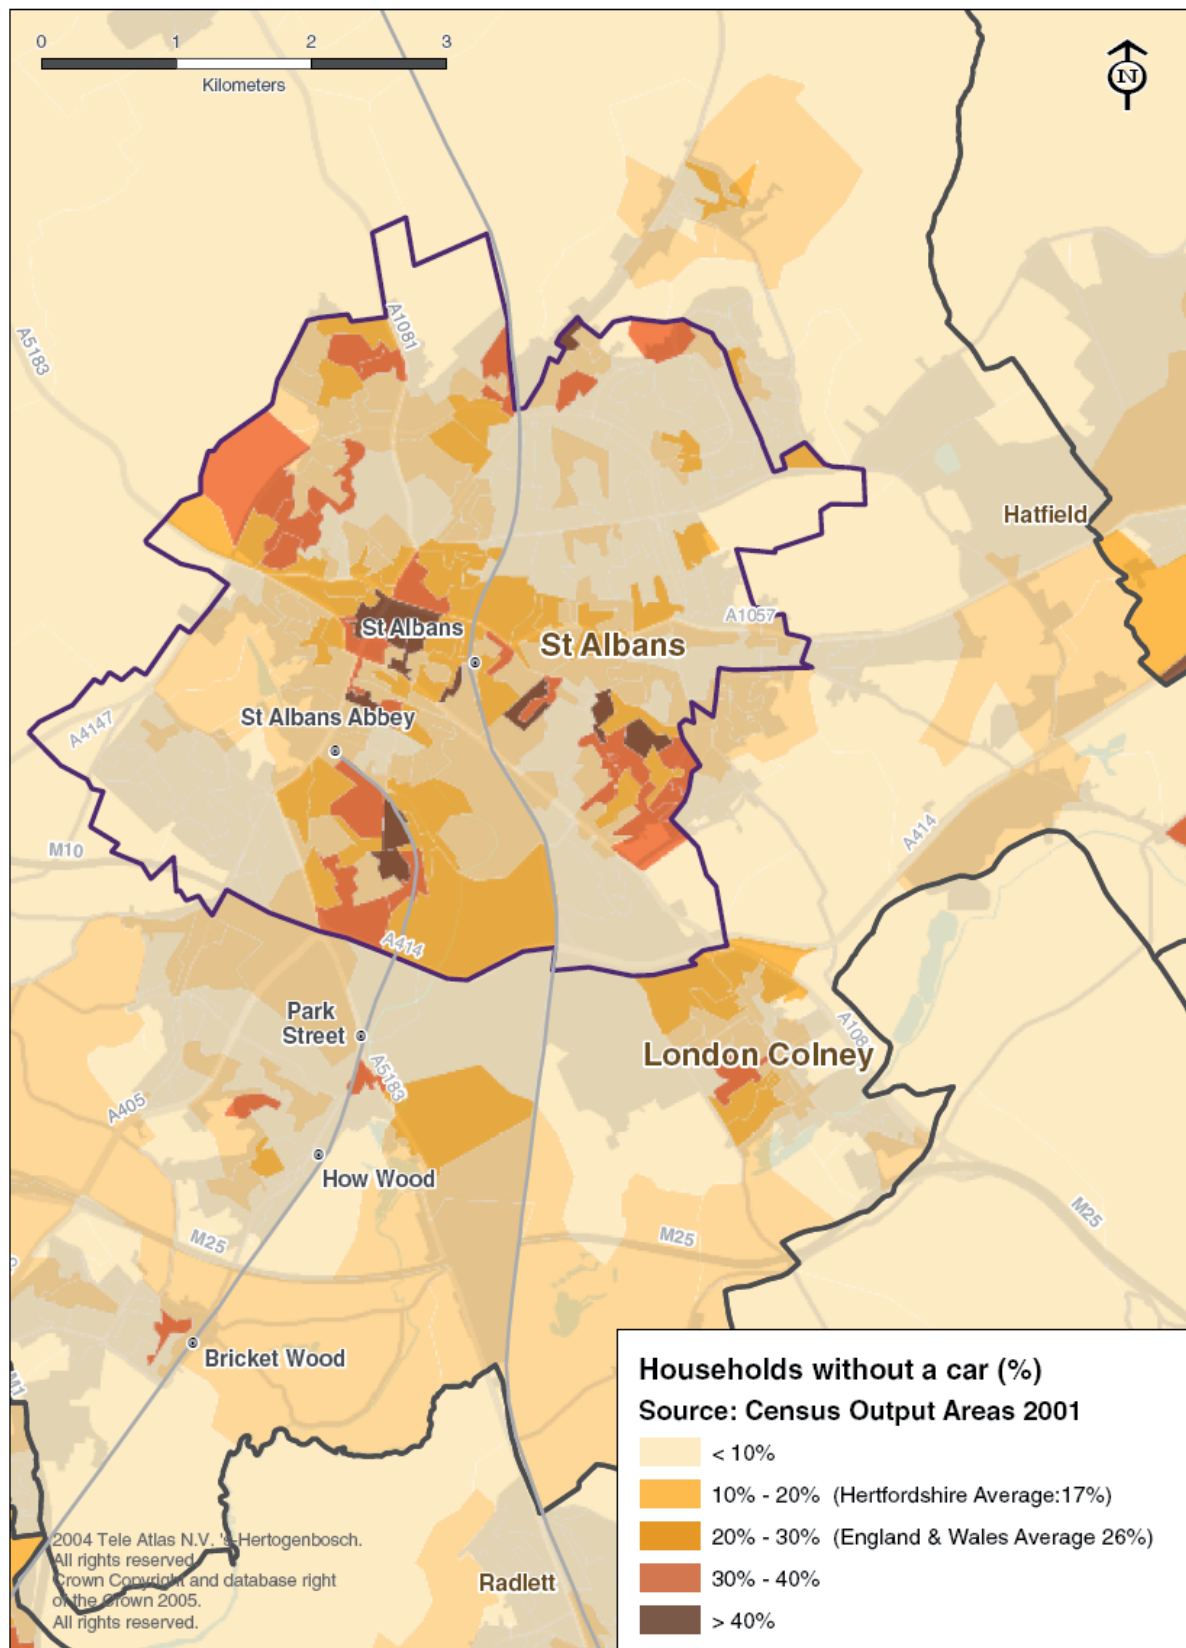 0 1 2 3
Kilometers
N
A5183
A1081
Hatfield
A1057
St Albans
St Albans
St Albans Abbey
A4147
M10
A414
A414
Park
Street
A1081
London Colney
A5183
A405
How Wood
M25
M25
M25
Bricket Wood
M1
Households without a car (%)
Source: Census Output Areas 2001
< 10%
10% - 20% (Hertfordshire Average:17%)
20% - 30% (England & Wales Average 26%)
30% - 40%
> 40%
2004 Tele Atlas N.V. 's-Hertogenbosch.
All rights reserved
Crown Copyright and database right
of the Crown 2005.
All rights reserved.
Radlett